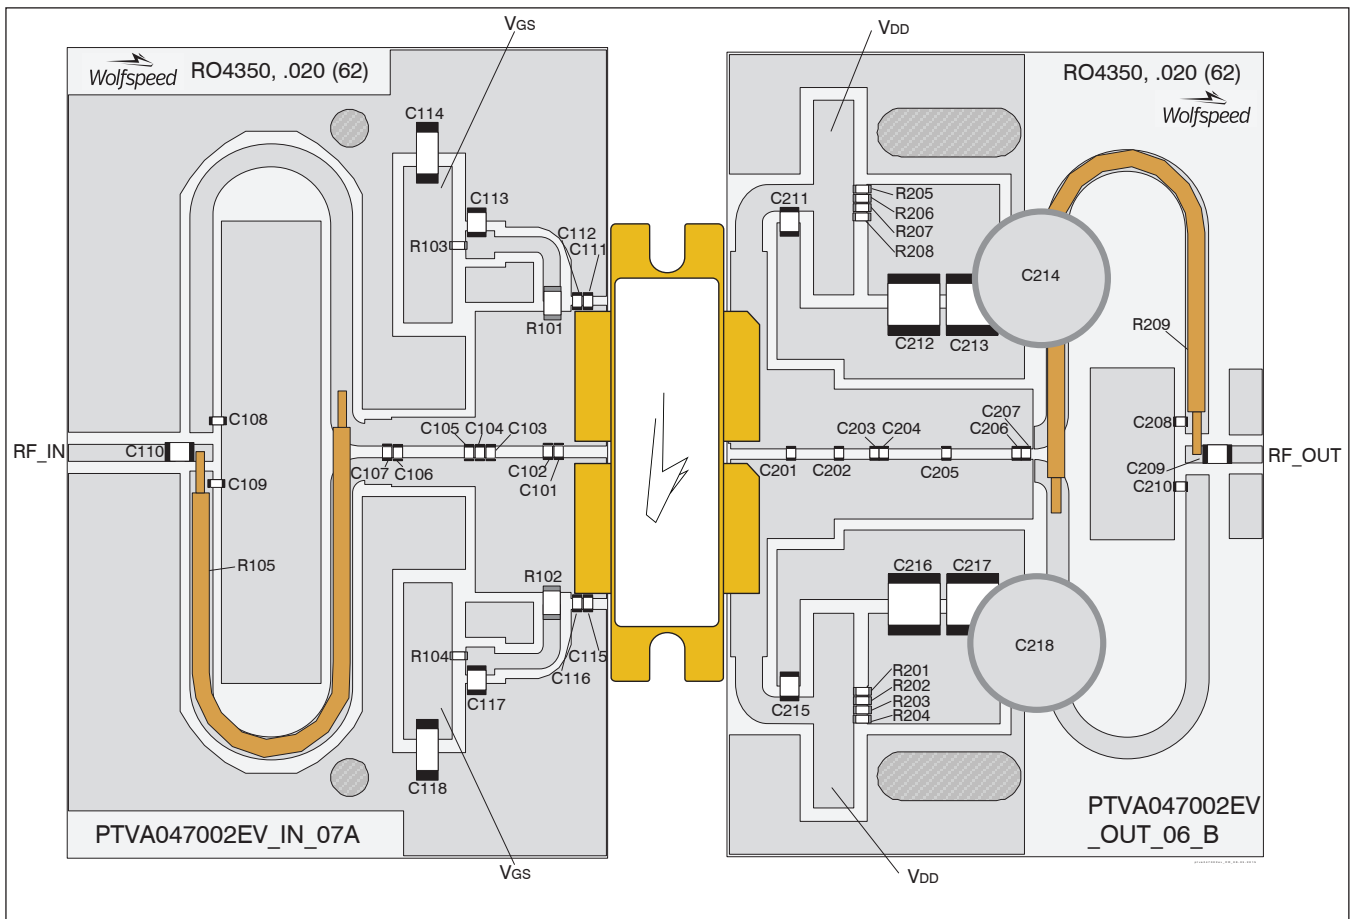 VGS
VDD
Wolfspeed
RO4350, .020 (62)
RO4350, .020 (62)
Wolfspeed
C114
C113
C112
C111
R103
R101
C211
R205
R206
R207
R208
C214
C212
C213
R209
C108
C110
C109
RF_IN
C105
C104
C103
C107
C106
C102
C101
C201
C202
C203
C204
C205
C207
C206
C208
C209
C210
RF_OUT
R105
R102
R104
C115
C116
C117
C118
C216
C217
C218
R201
R202
R203
R204
C215
PTVA047002EV_IN_07A
PTVA047002EV
_OUT_06_B
VGS
VDD